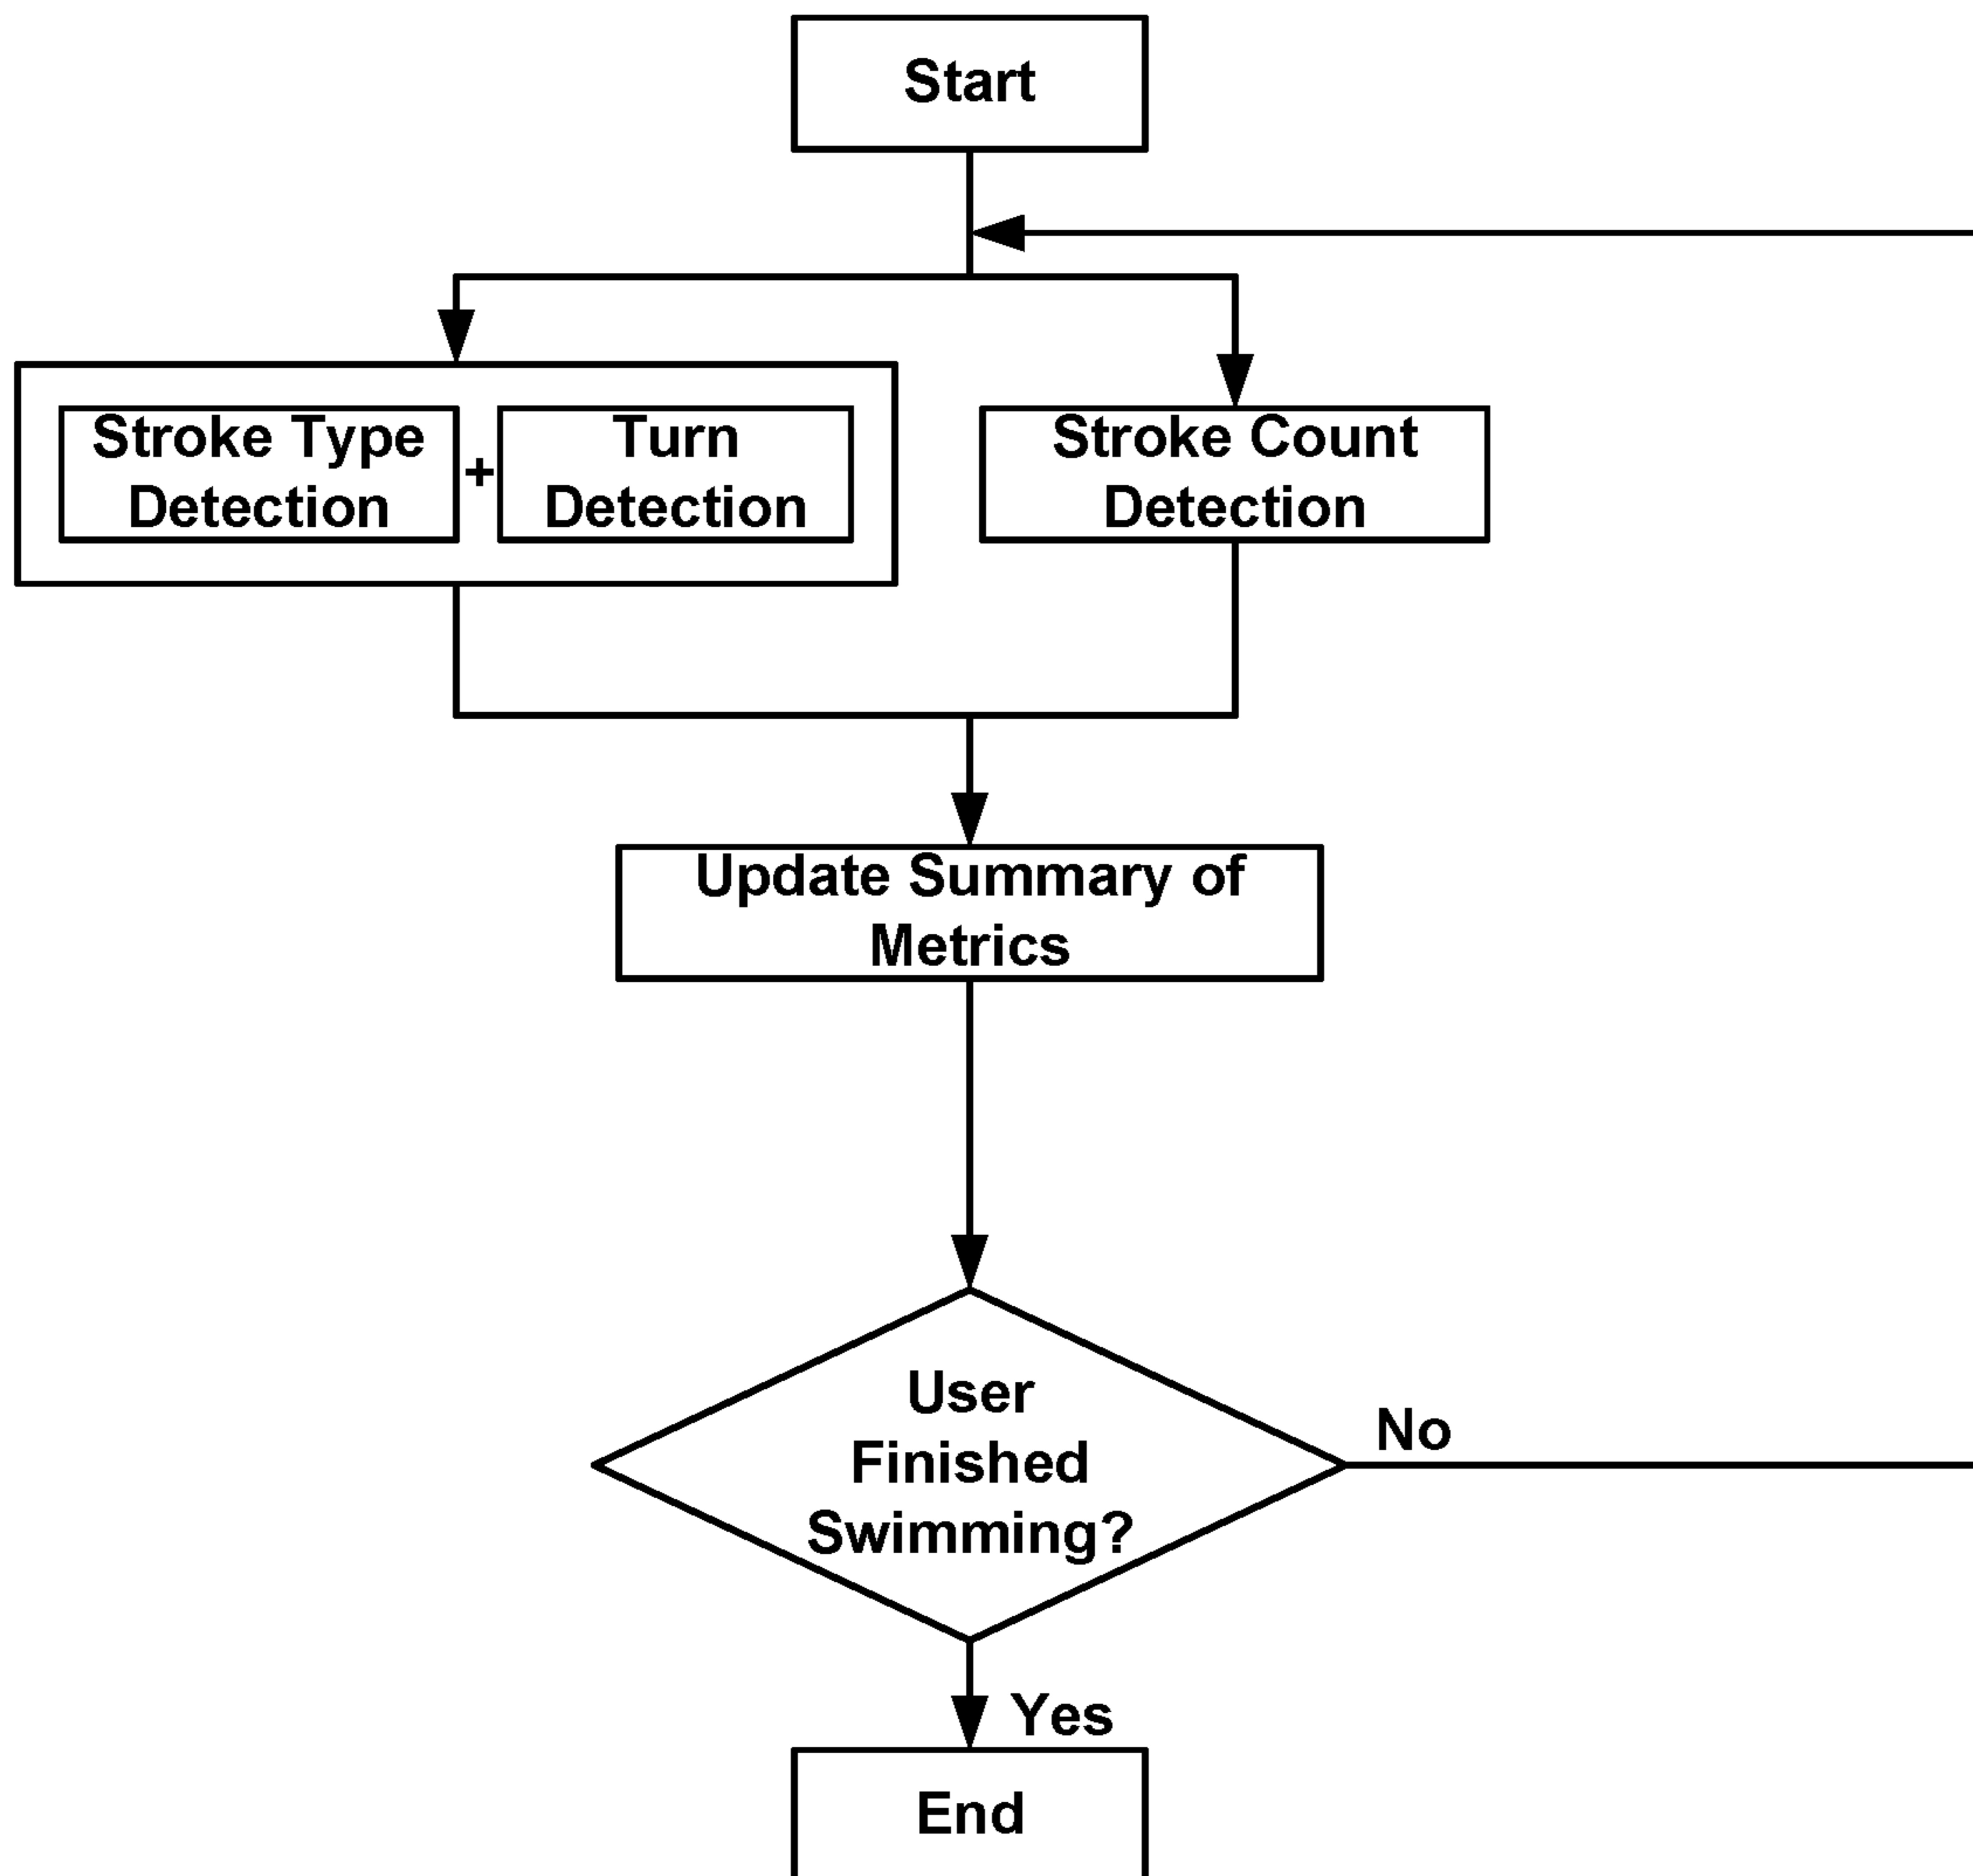 Start
Stroke Type
Detection
+
Turn
Detection
Stroke Count
Detection
Update Summary of
Metrics
User
Finished
Swimming?
No
Yes
End